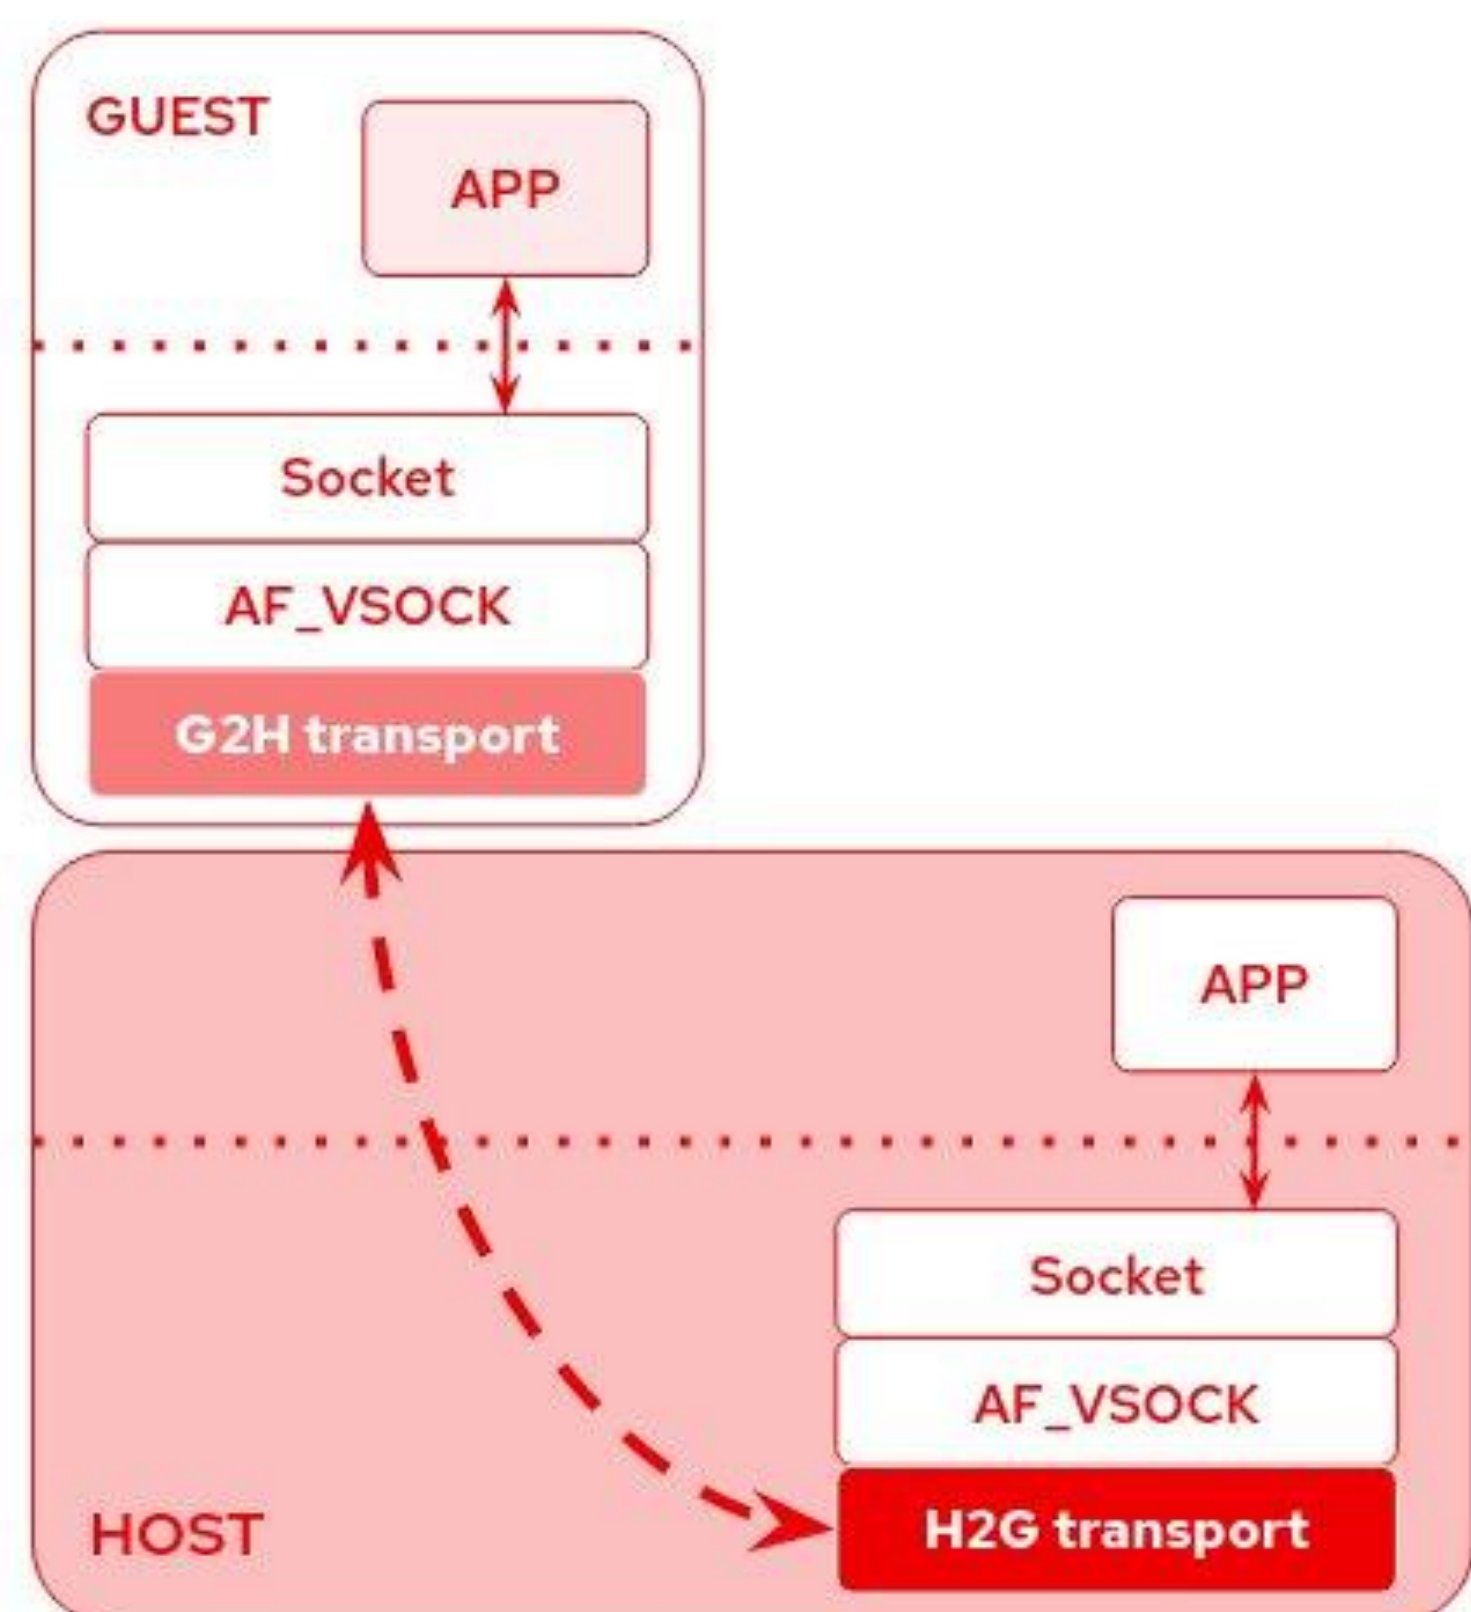 GUEST
APP
Socket
AF_VSOCK
G2H transport
APP
Socket
AF_VSOCK
H2G transport
HOST